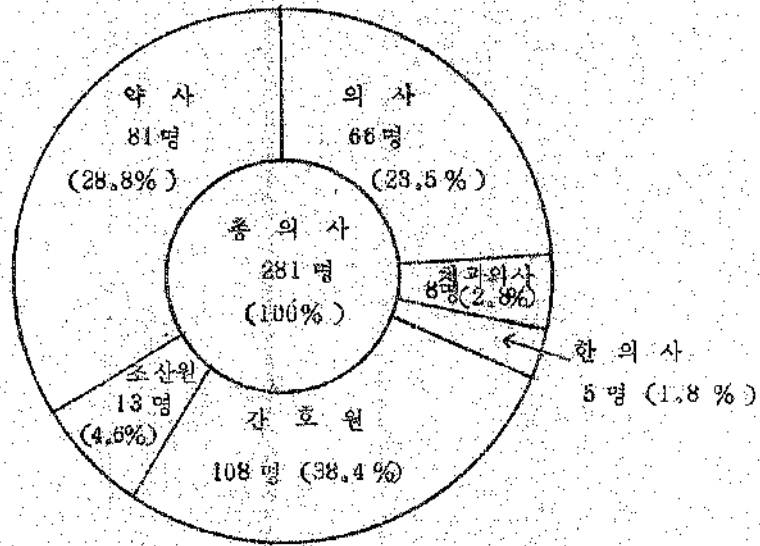 약 사
81명
(28.8%)
의 사
66명
(23.5%)
총 의 사
281 명
(100%)
치과의사
8명(2.8%)
한 의 사
5 명 (1.8 %)
조산원
13 명
(4.6%)
간 호 원
108 명 (38.4%)